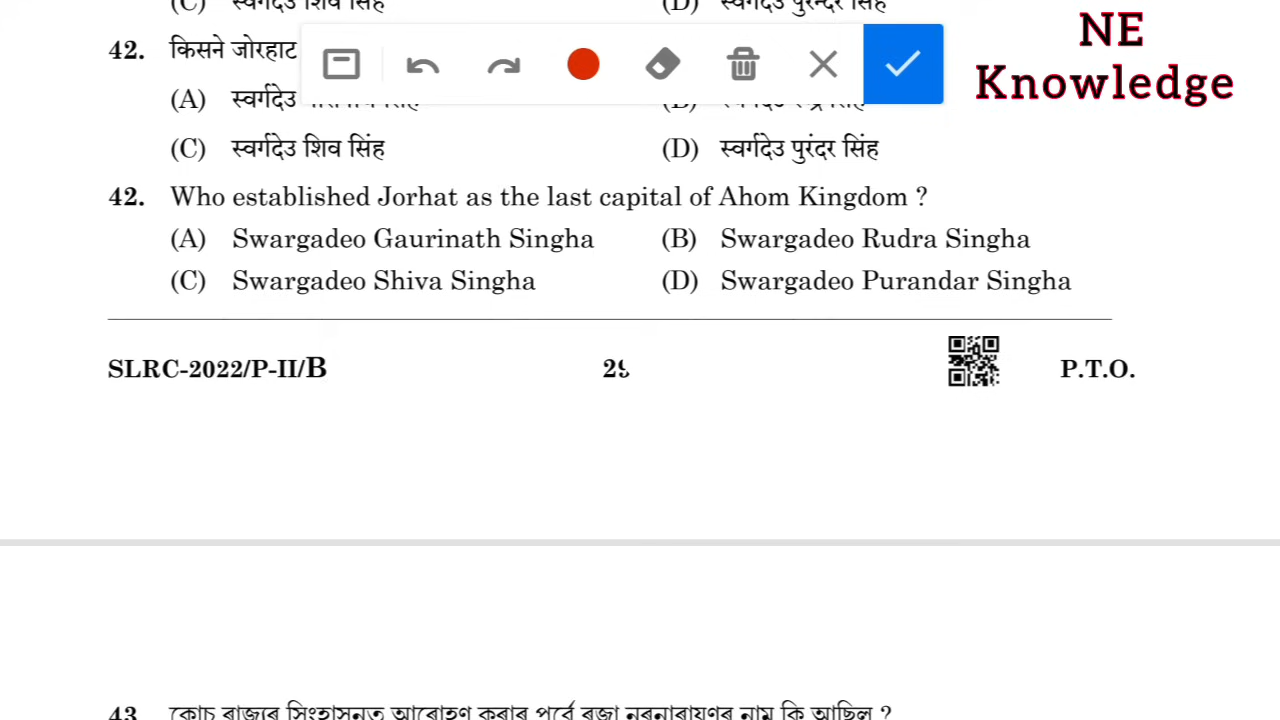 (C) स्वर्गदेउ शिव सिंह (D) स्वर्गदेउ पुरन्दर सिंह
NE
Knowledge
42. किसने जोरहाट
(A) स्वर्गदेउ सिंह (B) सिंह
(C) स्वर्गदेउ शिव सिंह (D) स्वर्गदेउ पुरंदर सिंह
42. Who established Jorhat as the last capital of Ahom Kingdom ?
(A) Swargadeo Gaurinath Singha (B) Swargadeo Rudra Singha
(C) Swargadeo Shiva Singha (D) Swargadeo Purandar Singha
SLRC-2022/P-II/B 29 P.T.O.
43 কোচ ৰাজ্যৰ সিংহাসনত আৰোহণ কৰাৰ পূৰ্বে ৰজা নৰনাৰায়ণৰ নাম কি আছিল ?